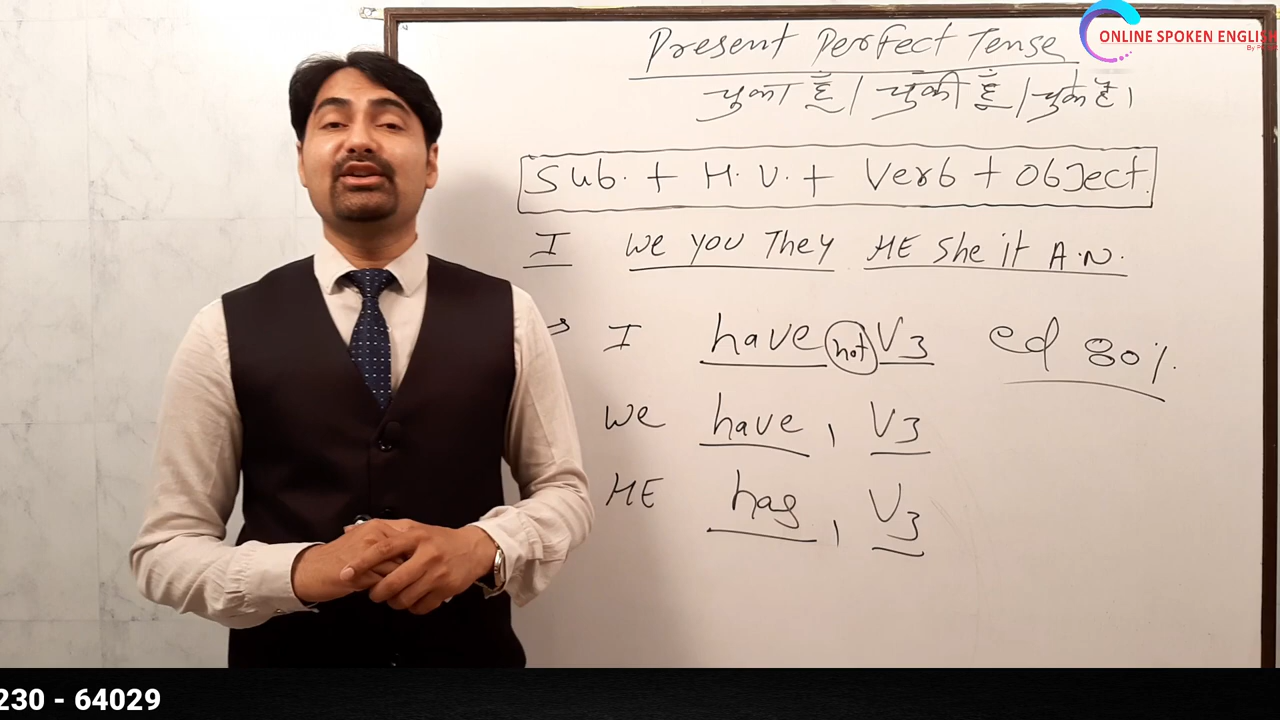 Present Perfect Tense
ONLINE SPOKEN ENGLISH
चुका हूँ। चुकी हूँ। चुके हैं।
Sub. + H.V. + Verb + Object.
I We you They HE She it A.N.
I have not V3 ed 80%.
We have, V3
HE has, V3
230 - 64029